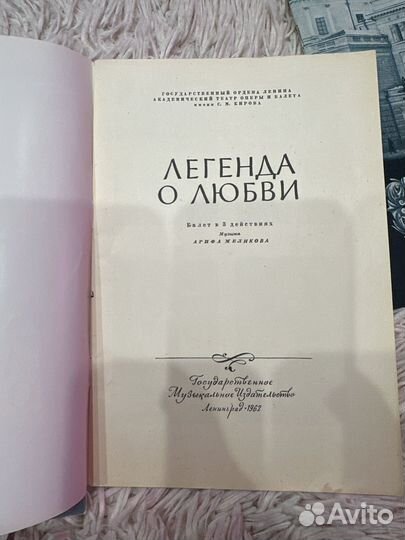 ГОСУДАРСТВЕННЫЙ ОРДЕНА ЛЕНИНА
АКАДЕМИЧЕСКИЙ ТЕАТР ОПЕРЫ И БАЛЕТА
имени С. М. КИРОВА
ЛЕГЕНДА
О ЛЮБВИ
Балет в 3 действиях
Музыка
АРИФА МЕЛИКОВА
Государственное
Музыкальное Издательство
Ленинград · 1962
Avito